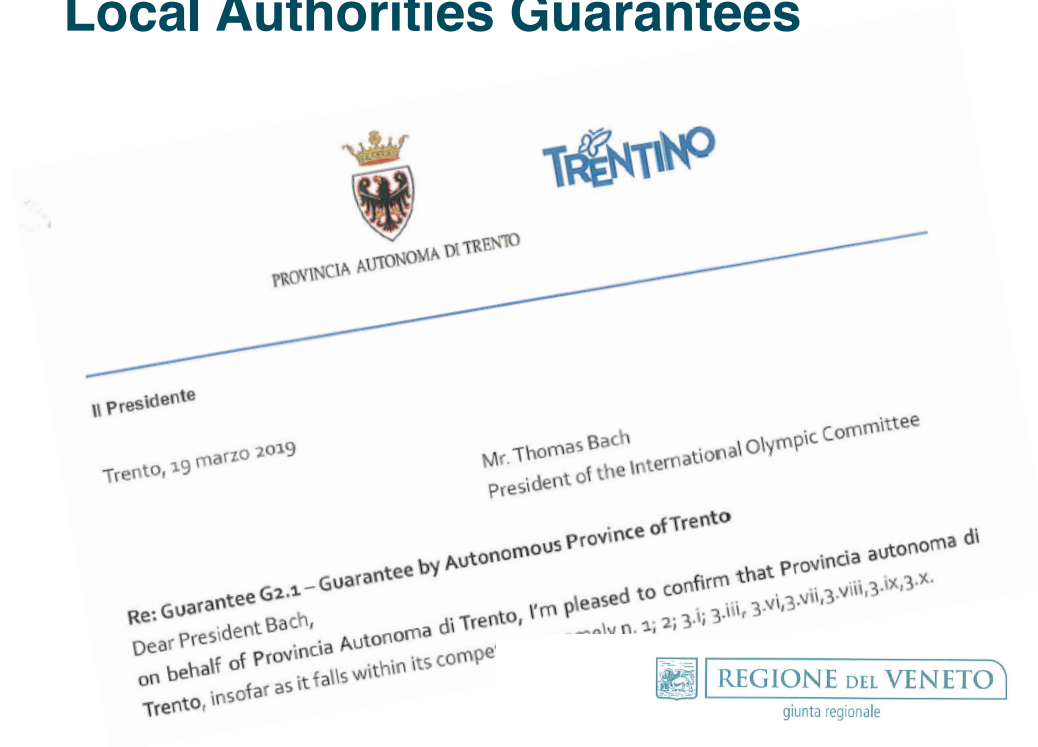 Local Authorities Guarantees
TRENTINO
PROVINCIA AUTONOMA DI TRENTO
Il Presidente
Trento, 19 marzo 2019
Mr. Thomas Bach
President of the International Olympic Committee
Re: Guarantee G2.1 – Guarantee by Autonomous Province of Trento
Dear President Bach,
on behalf of Provincia Autonoma di Trento, I'm pleased to confirm that Provincia autonoma di
Trento, insofar as it falls within its n. 1; 2; 3.i; 3.iii, 3.vi,3.vii,3.viii,3.ix,3.x.
REGIONE DEL VENETO
giunta regionale